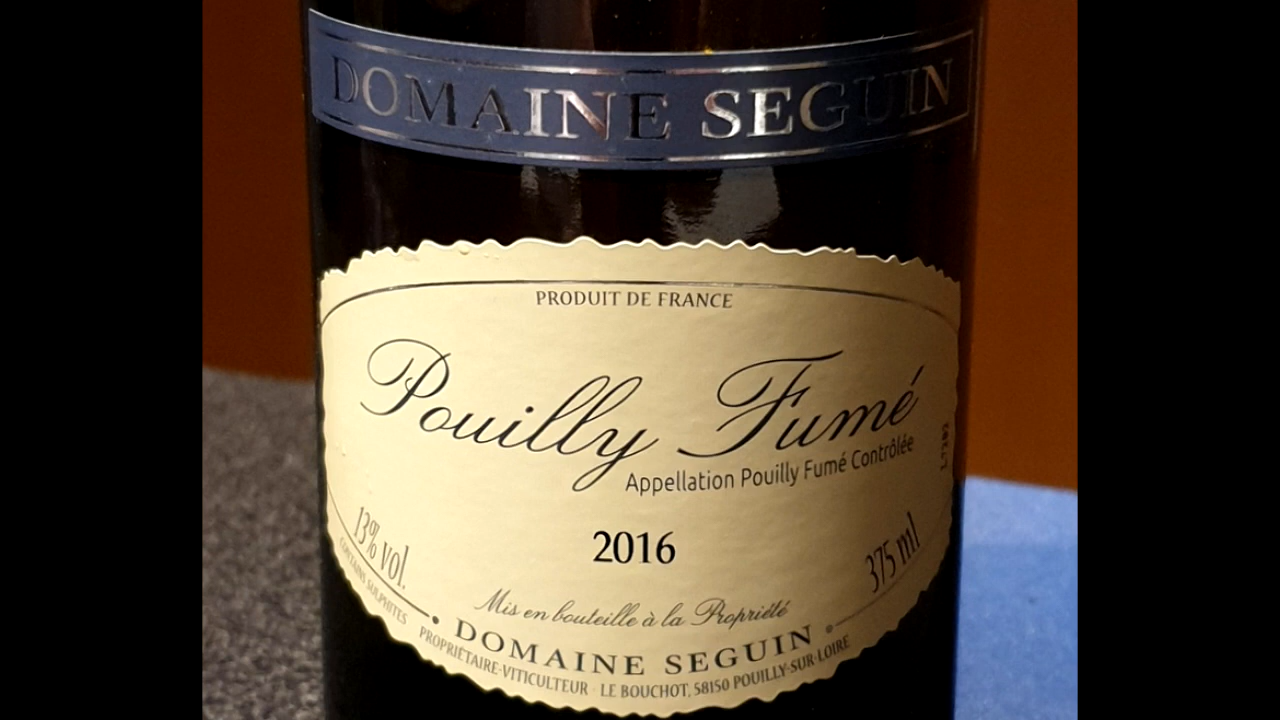 DOMAINE SEGUIN
PRODUIT DE FRANCE
Pouilly Fumé
Appellation Pouilly Fumé Contrôlée
L7202
2016
13% vol.
375 ml
CONTAINS SULPHITES
Mis en bouteille à la Propriété
• DOMAINE SEGUIN
PROPRIÉTAIRE-VITICULTEUR · LE BOUCHOT, 58150 POUILLY-SUR-LOIRE